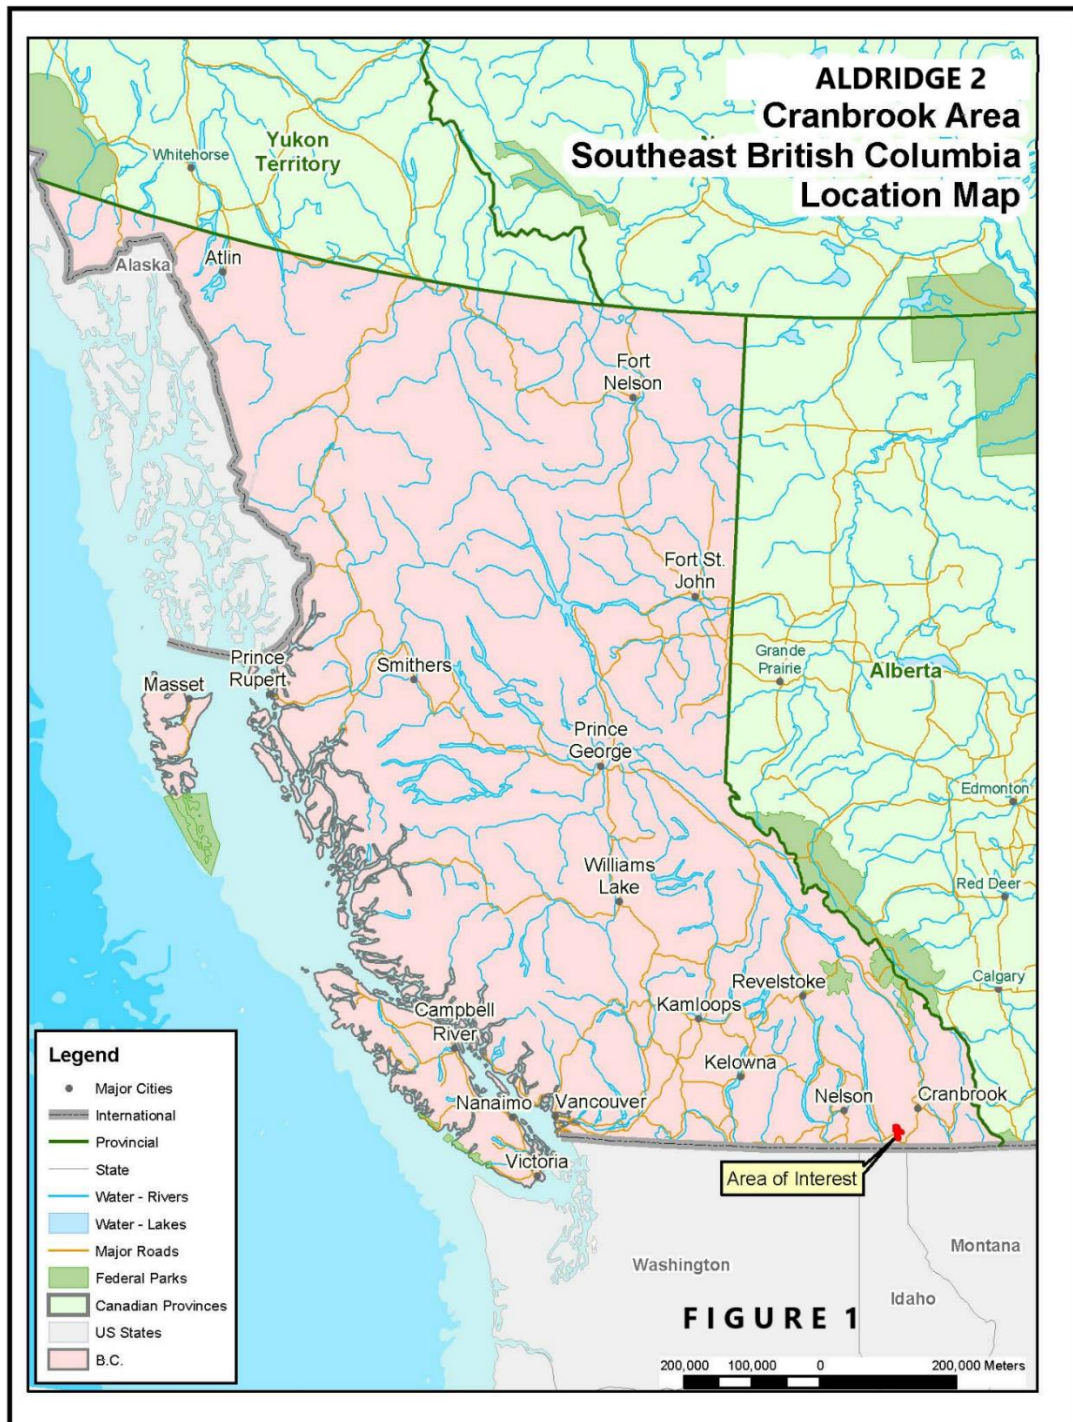 ALDRIDGE 2
Cranbrook Area
Southeast British Columbia
Location Map
Yukon
Territory
Whitehorse
Alaska
Atlin
Fort
Nelson
Fort St.
John
Grande
Prairie
Alberta
Prince
Rupert
Smithers
Masset
Prince
George
Edmonton
Williams
Lake
Red Deer
Calgary
Revelstoke
Kamloops
Campbell
River
Kelowna
Nelson
Cranbrook
Nanaimo
Vancouver
Victoria
Area of Interest
Washington
Montana
Idaho
Legend
Major Cities
International
Provincial
State
Water - Rivers
Water - Lakes
Major Roads
Federal Parks
Canadian Provinces
US States
B.C.
FIGURE 1
200,000 100,000 0 200,000 Meters